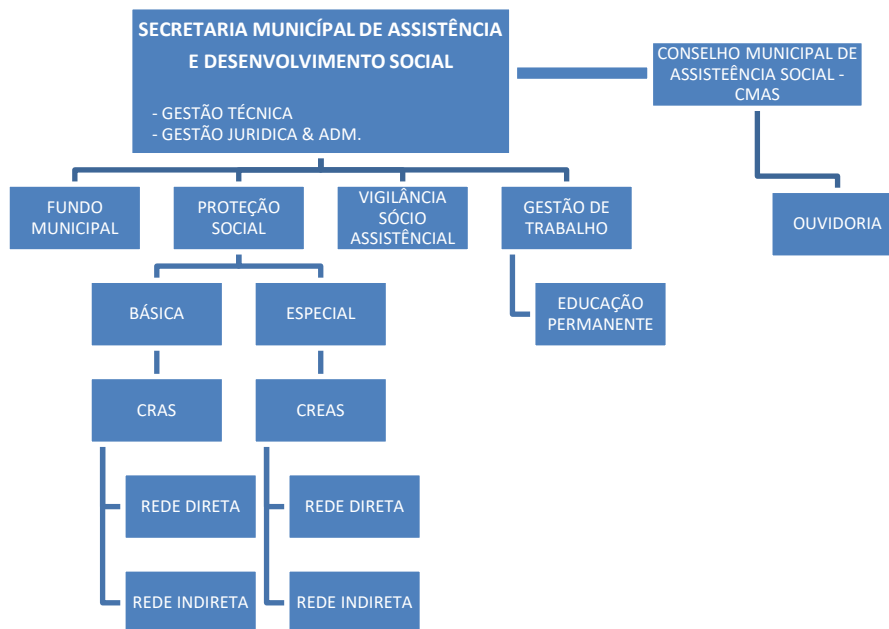 SECRETARIA MUNICÍPAL DE ASSISTÊNCIA
E DESENVOLVIMENTO SOCIAL
- GESTÃO TÉCNICA
- GESTÃO JURIDICA & ADM.
CONSELHO MUNICIPAL DE
ASSISTEÊNCIA SOCIAL -
CMAS
FUNDO
MUNICIPAL
PROTEÇÃO
SOCIAL
VIGILÂNCIA
SÓCIO
ASSISTÊNCIAL
GESTÃO DE
TRABALHO
OUVIDORIA
BÁSICA
ESPECIAL
EDUCAÇÃO
PERMANENTE
CRAS
CREAS
REDE DIRETA
REDE DIRETA
REDE INDIRETA
REDE INDIRETA